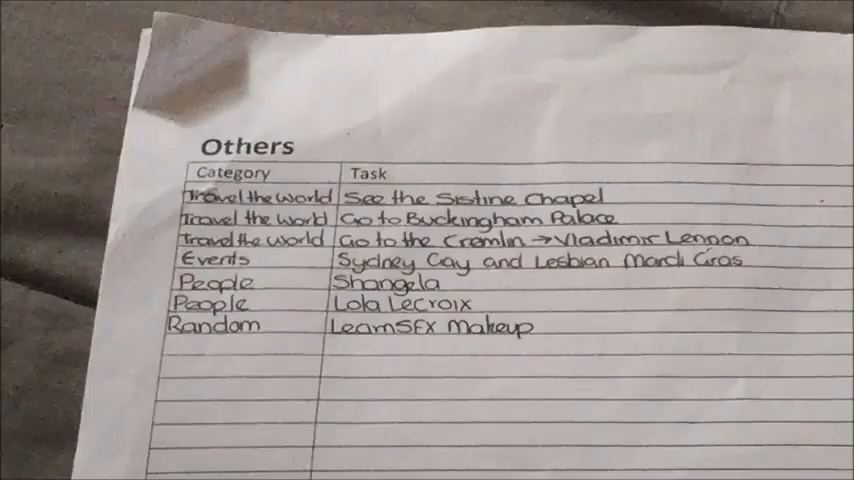 Others
Category Task
Travel the world See the Sistine Chapel
Travel the world Go to Buckingham Palace
Travel the world Go to the Cremlin → Vladimir Lennon
Events Sydney Gay and Lesbian Mardi Gras
People Shangela
People Lola Lecroix
Random Learn SFX Makeup